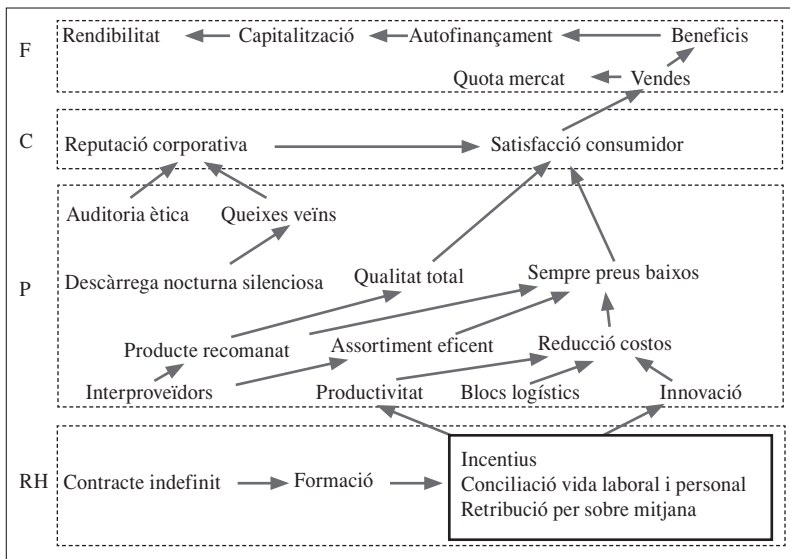 F
Rendibilitat
Capitalització
Autofinançament
Beneficis
Quota mercat
Vendes
C
Reputació corporativa
Satisfacció consumidor
Auditoria ètica
Queixes veïns
P
Descàrrega nocturna silenciosa
Qualitat total
Sempre preus baixos
Producte recomanat
Assortiment eficent
Reducció costos
Interproveïdors
Productivitat
Blocs logístics
Innovació
RH
Contracte indefinit
Formació
Incentius
Conciliació vida laboral i personal
Retribució per sobre mitjana